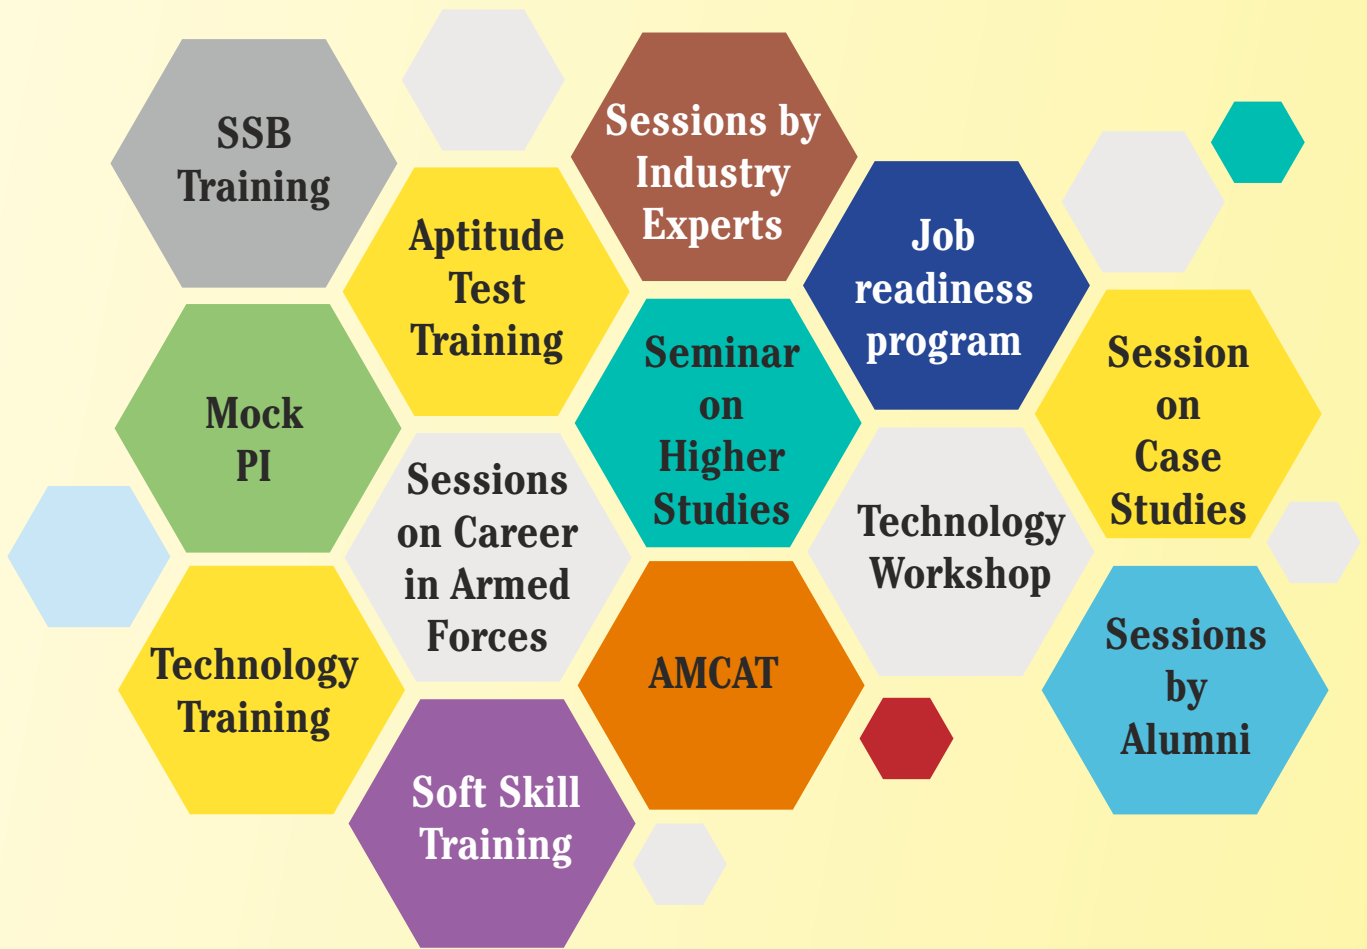 SSB
Training
Sessions by
Industry
Experts
Aptitude
Test
Training
Job
readiness
program
Mock
PI
Seminar
on
Higher
Studies
Session
on
Case
Studies
Sessions
on Career
in Armed
Forces
Technology
Workshop
Technology
Training
AMCAT
Sessions
by
Alumni
Soft Skill
Training